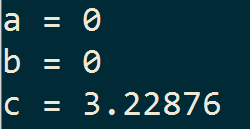 a = 0
b = 0
c = 3.22876